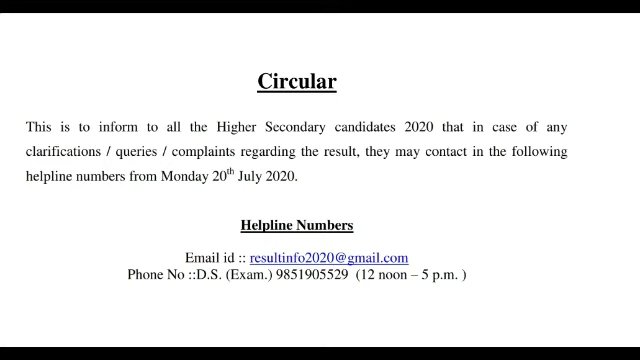 Circular
This is to inform to all the Higher Secondary candidates 2020 that in case of any
clarifications / queries / complaints regarding the result, they may contact in the following
helpline numbers from Monday 20th July 2020.
Helpline Numbers
Email id :: resultinfo2020@gmail.com
Phone No ::D.S. (Exam.) 9851905529 (12 noon – 5 p.m. )